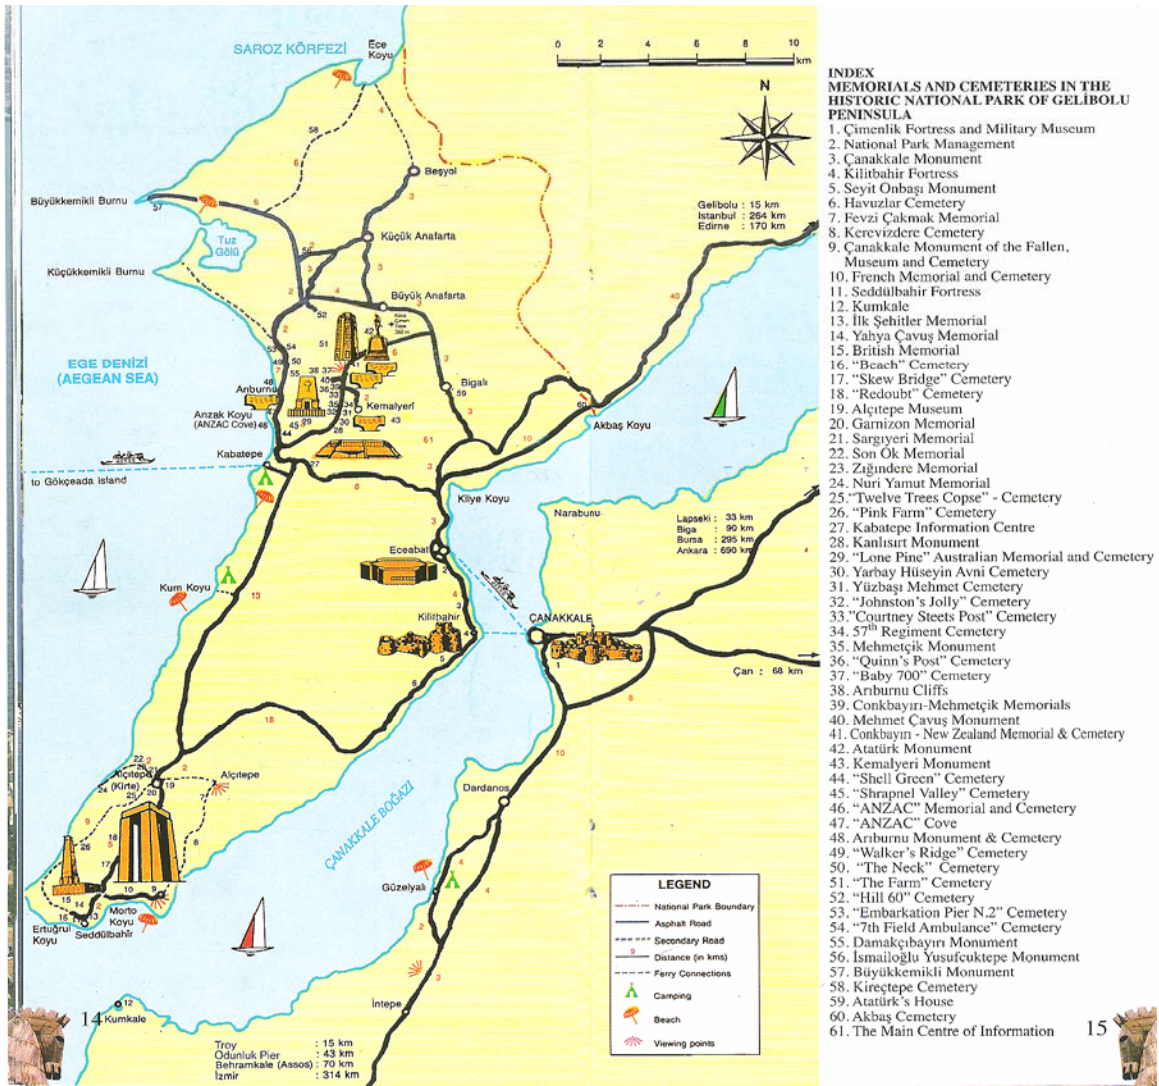 SAROZ KÖRFEZİ
Ece
Koyu
0 2 4 6 8 10
km
N
Beşyol
58
Büyükkemikli Burnu
57
Gelibolu : 15 km
Istanbul : 264 km
Edirne : 170 km
Tuz
Gölü
Küçük Anafarta
56
Küçükkemikli Burnu
Büyük Anafarta
52
EGE DENİZİ
(AEGEAN SEA)
Arıburnu
Anzak Koyu
(ANZAC Cove)
Kemalyeri
Bigalı
59
60
Akbaş Koyu
Kabatepe
27
61
to Gökçeada Island
Kilye Koyu
Narabunu
Lapseki : 33 km
Biga : 90 km
Bursa : 295 km
Ankara : 690 km
Eceabat
Kum Koyu
Kilitbahir
ÇANAKKALE
Çan : 68 km
18
13
10
Alçıtepe
(Kirte)
Alçıtepe
Dardanos
ÇANAKKALE BOĞAZI
Güzelyalı
Morto
Koyu
Ertuğrul
Koyu
Seddülbahir
İntepe
12
Kumkale
Troy : 15 km
Odunluk Pier : 43 km
Behramkale (Assos) : 70 km
İzmir : 314 km
LEGEND
National Park Boundary
Asphalt Road
Secondary Road
9 Distance (in kms)
Ferry Connections
Camping
Beach
Viewing points
14
INDEX
MEMORIALS AND CEMETERIES IN THE
HISTORIC NATIONAL PARK OF GELİBOLU
PENINSULA
1. Çimenlik Fortress and Military Museum
2. National Park Management
3. Çanakkale Monument
4. Kilitbahir Fortress
5. Seyit Onbaşı Monument
6. Havuzlar Cemetery
7. Fevzi Çakmak Memorial
8. Kerevizdere Cemetery
9. Çanakkale Monument of the Fallen,
Museum and Cemetery
10. French Memorial and Cemetery
11. Seddülbahir Fortress
12. Kumkale
13. İlk Şehitler Memorial
14. Yahya Çavuş Memorial
15. British Memorial
16. “Beach” Cemetery
17. “Skew Bridge” Cemetery
18. “Redoubt” Cemetery
19. Alçıtepe Museum
20. Garnizon Memorial
21. Sargıyeri Memorial
22. Son Ok Memorial
23. Zığındere Memorial
24. Nuri Yamut Memorial
25.“Twelve Trees Copse” - Cemetery
26. “Pink Farm” Cemetery
27. Kabatepe Information Centre
28. Kanlısırt Monument
29. “Lone Pine” Australian Memorial and Cemetery
30. Yarbay Hüseyin Avni Cemetery
31. Yüzbaşı Mehmet Cemetery
32. “Johnston's Jolly” Cemetery
33.”Courtney Steets Post” Cemetery
34. 57th Regiment Cemetery
35. Mehmetçik Monument
36. “Quinn's Post” Cemetery
37. “Baby 700” Cemetery
38. Arıburnu Cliffs
39. Conkbayırı-Mehmetçik Memorials
40. Mehmet Çavuş Monument
41. Conkbayırı - New Zealand Memorial & Cemetery
42. Atatürk Monument
43. Kemalyeri Monument
44. “Shell Green” Cemetery
45. “Shrapnel Valley” Cemetery
46. “ANZAC” Memorial and Cemetery
47. “ANZAC” Cove
48. Arıburnu Monument & Cemetery
49. “Walker's Ridge” Cemetery
50. “The Neck” Cemetery
51. “The Farm” Cemetery
52. “Hill 60” Cemetery
53. “Embarkation Pier N.2” Cemetery
54. “7th Field Ambulance” Cemetery
55. Damakçıbayırı Monument
56. İsmailoğlu Yusufcuktepe Monument
57. Büyükkemikli Monument
58. Kireçtepe Cemetery
59. Atatürk's House
60. Akbaş Cemetery
61. The Main Centre of Information
15